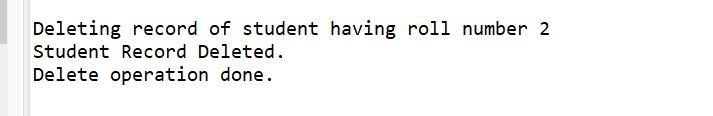 Deleting record of student having roll number 2
Student Record Deleted.
Delete operation done.